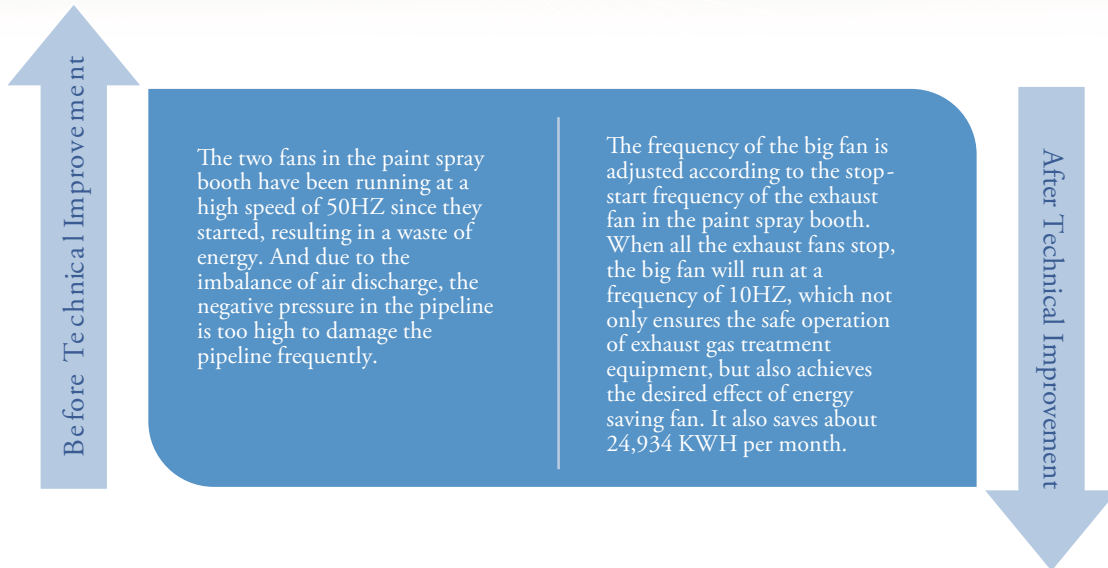 Before Technical Improvement
The two fans in the paint spray
booth have been running at a
high speed of 50HZ since they
started, resulting in a waste of
energy. And due to the
imbalance of air discharge, the
negative pressure in the pipeline
is too high to damage the
pipeline frequently.
The frequency of the big fan is
adjusted according to the stop-
start frequency of the exhaust
fan in the paint spray booth.
When all the exhaust fans stop,
the big fan will run at a
frequency of 10HZ, which not
only ensures the safe operation
of exhaust gas treatment
equipment, but also achieves
the desired effect of energy
saving fan. It also saves about
24,934 KWH per month.
After Technical Improvement